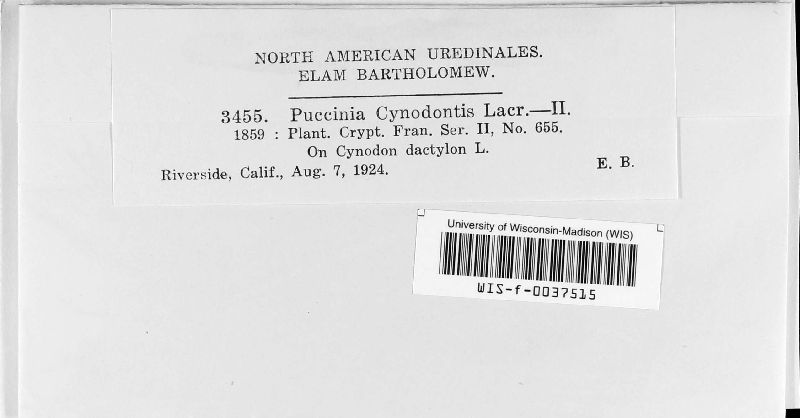 NORTH AMERICAN UREDINALES.
ELAM BARTHOLOMEW.
3455. Puccinia Cynodontis Lacr.—II.
1859 : Plant. Crypt. Fran. Ser. II, No. 655.
On Cynodon dactylon L.
Riverside, Calif., Aug. 7, 1924. E. B.
University of Wisconsin-Madison (WIS)
WIS-f-0037515